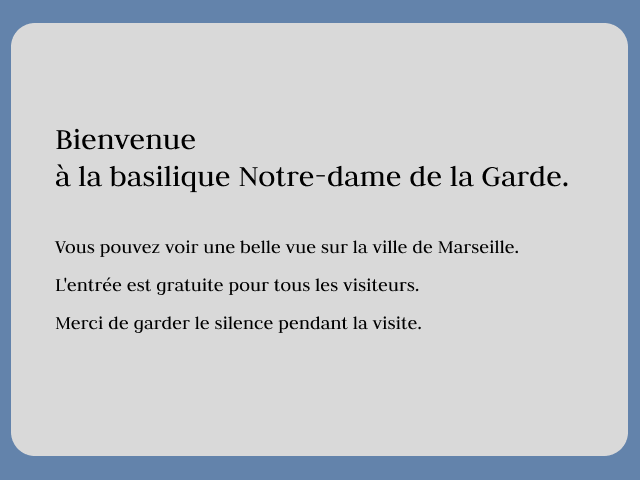 Bienvenue
à la basilique Notre-dame de la Garde.
Vous pouvez voir une belle vue sur la ville de Marseille.
L'entrée est gratuite pour tous les visiteurs.
Merci de garder le silence pendant la visite.